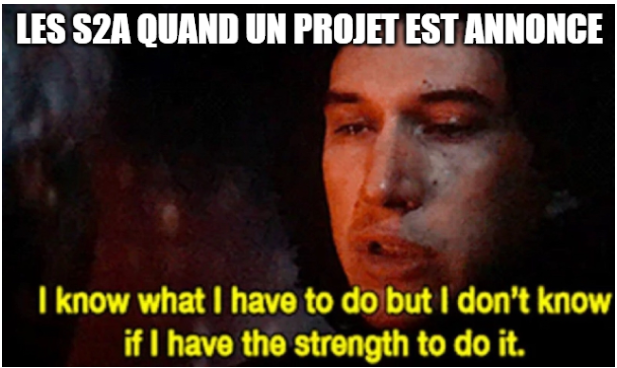 LES S2A QUAND UN PROJET EST ANNONCE
I know what I have to do but I don't know
if I have the strength to do it.